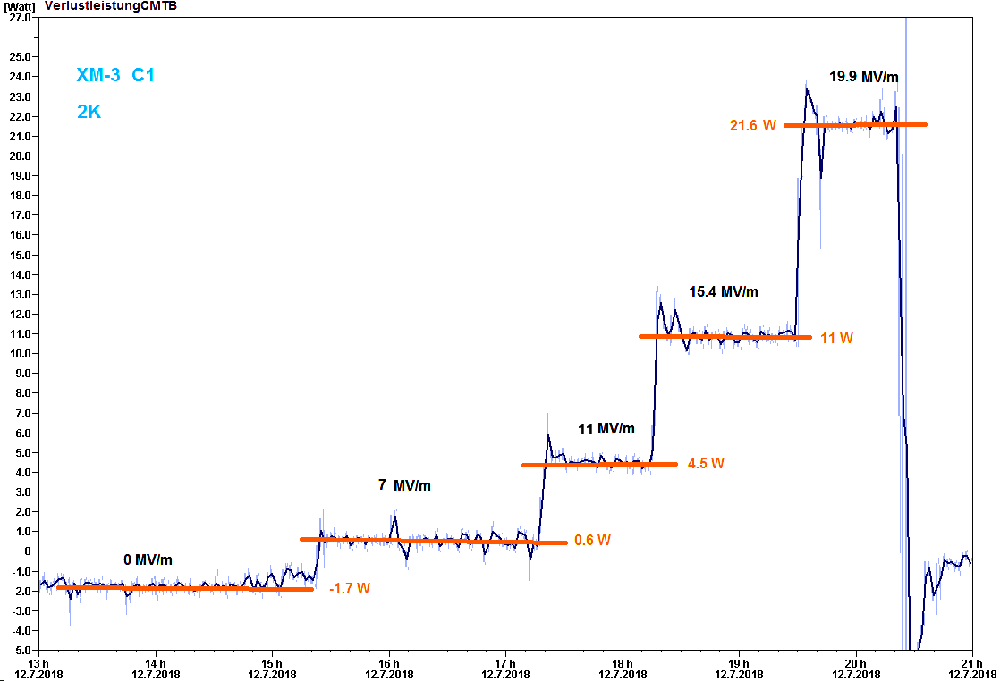 [Watt] VerlustleistungCMTB
27.0
25.0
24.0
23.0
22.0
21.0
20.0
19.0
18.0
17.0
16.0
15.0
14.0
13.0
12.0
11.0
10.0
9.0
8.0
7.0
6.0
5.0
4.0
3.0
2.0
1.0
0
-1.0
-2.0
-3.0
-4.0
-5.0
XM-3 C1
2K
19.9 MV/m
21.6 W
15.4 MV/m
11 W
11 MV/m
4.5 W
7 MV/m
0.6 W
0 MV/m
-1.7 W
13 h 14 h 15 h 16 h 17 h 18 h 19 h 20 h 21 h
12.7.2018 12.7.2018 12.7.2018 12.7.2018 12.7.2018 12.7.2018 12.7.2018 12.7.2018 12.7.2018